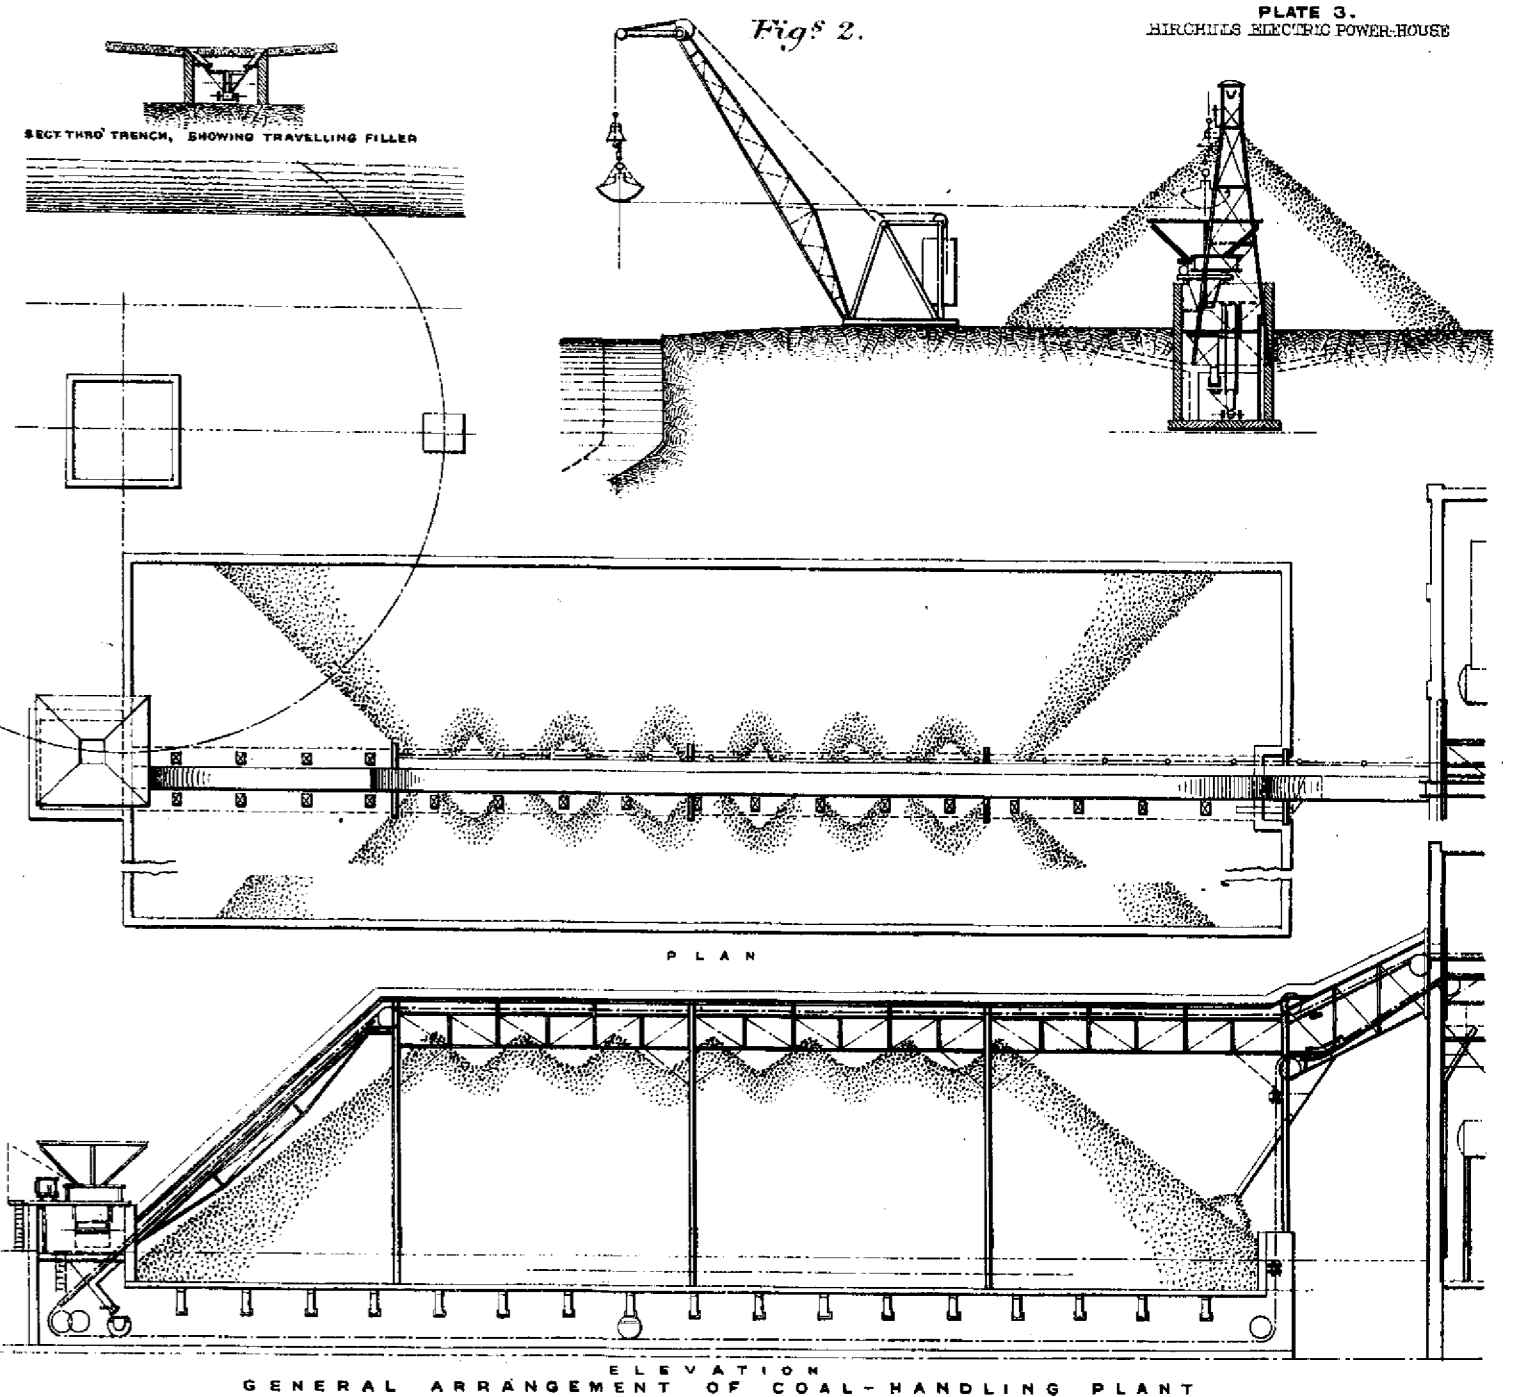 PLATE 3.
BIRCHILLS ELECTRIC POWER-HOUSE
Figs 2.
SECT. THRO' TRENCH, SHOWING TRAVELLING FILLER
PLAN
ELEVATION
GENERAL ARRANGEMENT OF COAL-HANDLING PLANT